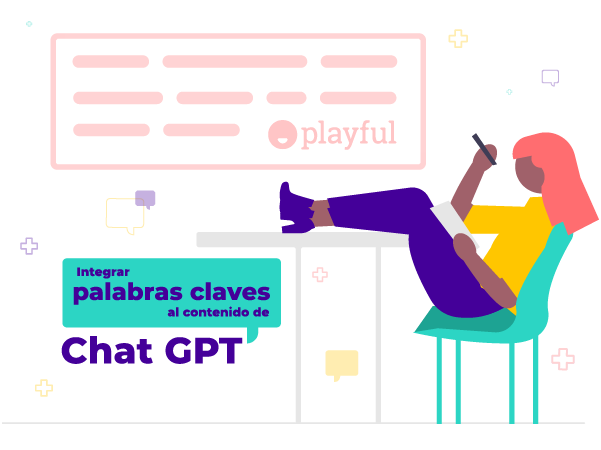 playful
Integrar
palabras claves
al contenido de
Chat GPT